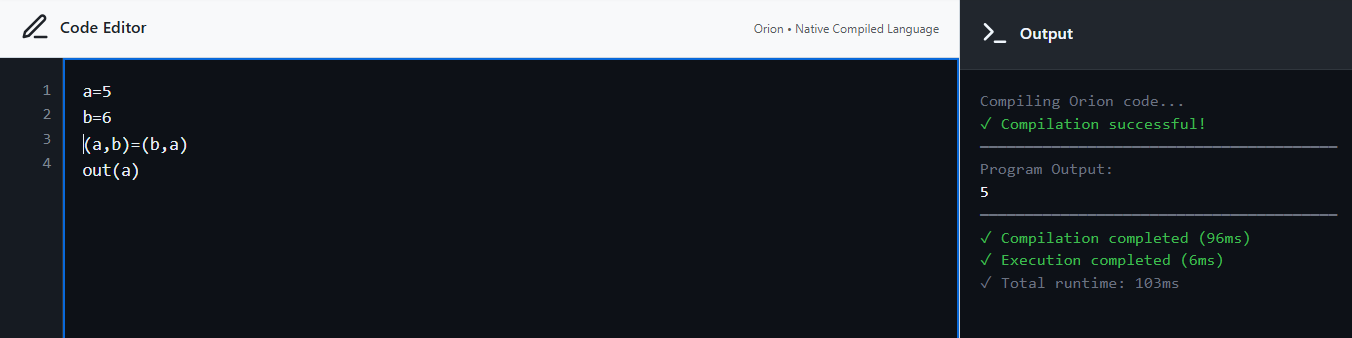 Code Editor
Orion • Native Compiled Language
1 a=5
2 b=6
3 (a,b)=(b,a)
4 out(a)
Output
Compiling Orion code...
✓ Compilation successful!
Program Output:
5
✓ Compilation completed (96ms)
✓ Execution completed (6ms)
✓ Total runtime: 103ms